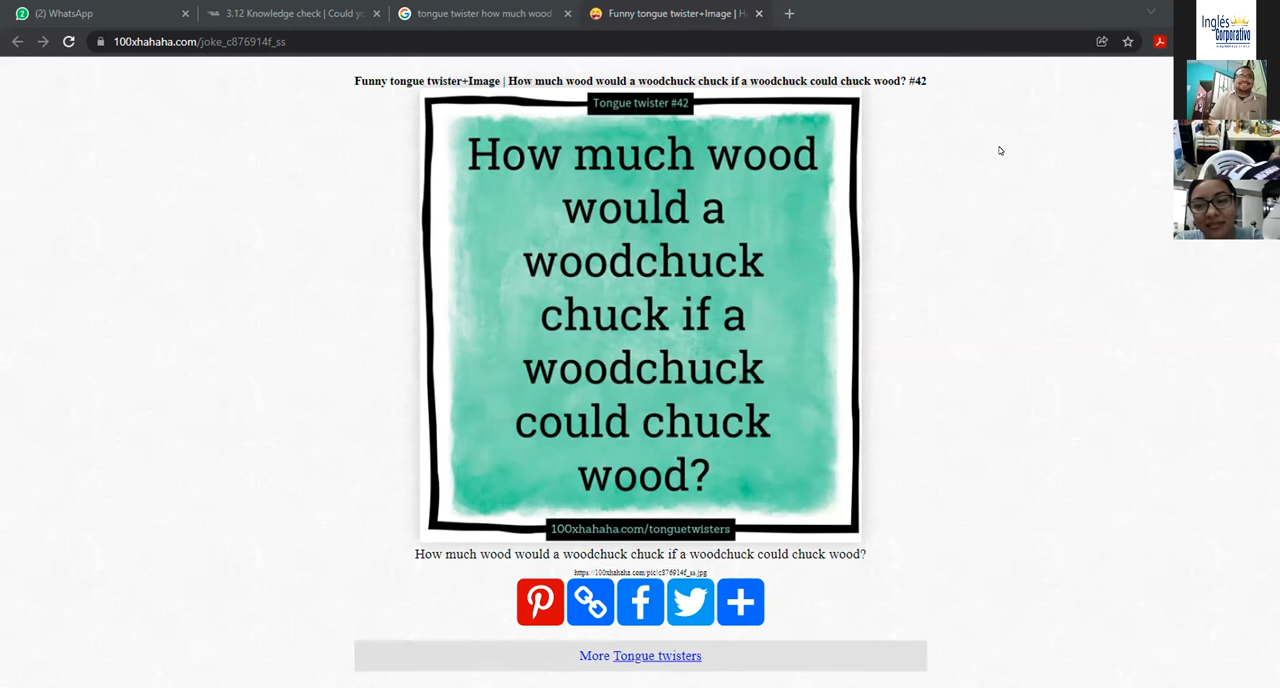 (2) WhatsApp
3.12 Knowledge check | Could yo
tongue twister how much wood
Funny tongue twister+Image | H
100xhahaha.com/joke_c876914f_ss
Inglés
Corporativo
Funny tongue twister+Image | How much wood would a woodchuck chuck if a woodchuck could chuck wood? #42
Tongue twister #42
How much wood
would a
woodchuck
chuck if a
woodchuck
could chuck
wood?
100xhahaha.com/tonguetwisters
How much wood would a woodchuck chuck if a woodchuck could chuck wood?
https://100xhahaha.com/pic/c876914f_ss.jpg
More Tongue twisters